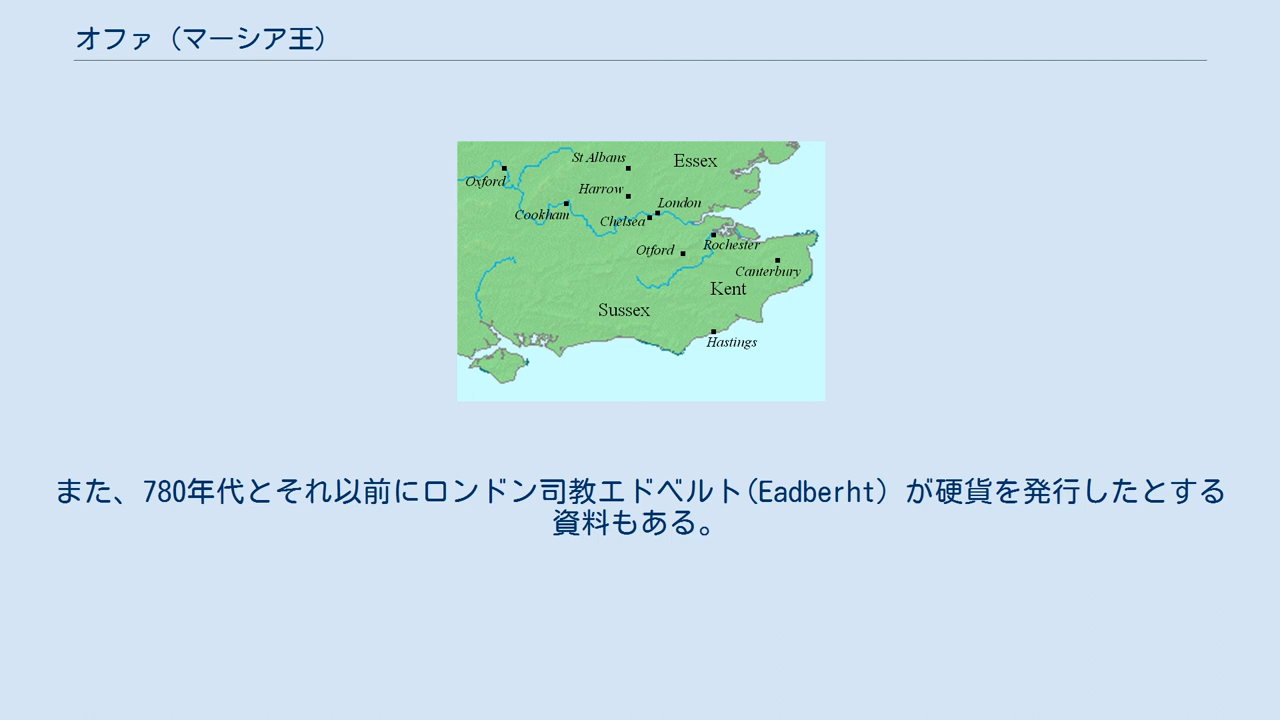 オファ（マーシア王）
St Albans
Essex
Oxford
Harrow
London
Cookham
Chelsea
Otford
Rochester
Canterbury
Kent
Sussex
Hastings
また、780年代とそれ以前にロンドン司教エドベルト(Eadberht) が硬貨を発行したとする
資料もある。